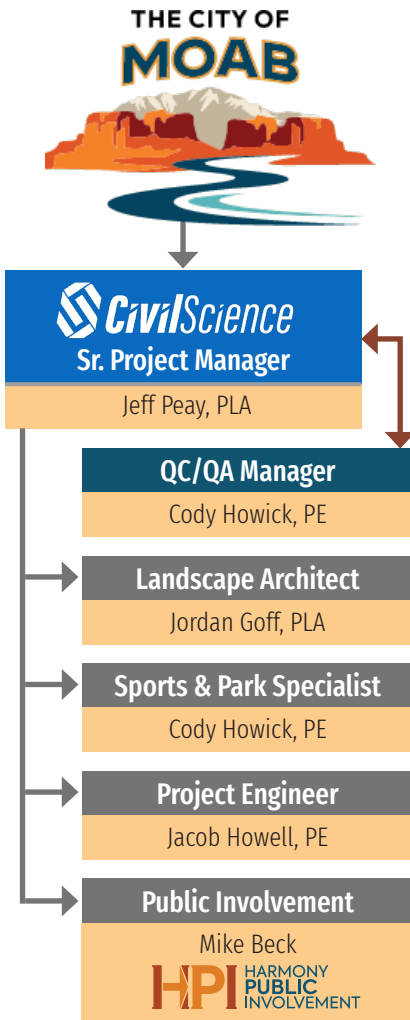 THE CITY OF
MOAB
CivilScience
Sr. Project Manager
Jeff Peay, PLA
QC/QA Manager
Cody Howick, PE
Landscape Architect
Jordan Goff, PLA
Sports & Park Specialist
Cody Howick, PE
Project Engineer
Jacob Howell, PE
Public Involvement
Mike Beck
HPI HARMONY
PUBLIC
INVOLVEMENT